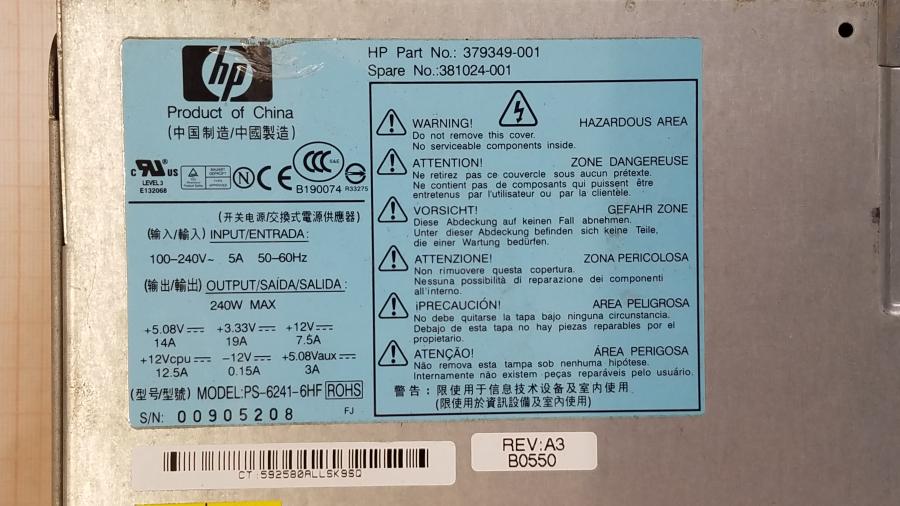 hp
Product of China
(中国制造/中國製造)
HP Part No.: 379349-001
Spare No.:381024-001
c RU US
LEVEL 3
E132068
N
CE
CCC S&E
B190074
R33275
(开关电源/交換式電源供應器)
(输入/輸入) INPUT/ENTRADA:
100-240V~ 5A 50-60Hz
(输出/輸出) OUTPUT/SAÍDA/SALIDA:
240W MAX
+5.08V +3.33V +12V
14A 19A 7.5A
+12Vcpu -12V +5.08Vaux
12.5A 0.15A 3A
(型号/型號) MODEL:PS-6241-6HF ROHS
S/N: 00905208 FJ
WARNING! HAZARDOUS AREA
Do not remove this cover.
No serviceable components inside.
ATTENTION! ZONE DANGEREUSE
Ne retirez pas ce couvercle sous aucun prétexte.
Ne contient pas de composants qui puissent être
entretenus par l'utilisateur ou par la clientèle.
VORSICHT! GEFAHR ZONE
Diese Abdeckung auf keinen Fall abnehmen.
Unter dieser Abdeckung befinden sich keine Teile,
die einer Wartung bedürfen.
ATTENZIONE! ZONA PERICOLOSA
Non rimuovere questa copertura.
Nessuna possibilità di reparazione dei componenti
all'interno.
¡PRECAUCIÓN! AREA PELIGROSA
No debe quitarse la tapa bajo ninguna circunstancia.
Debajo de esta tapa no hay piezas reparables por el
propietario.
ATENÇÃO! ÁREA PERIGOSA
Não remova esta tampa sob nenhuma hipótese.
Internamente não existem peças reparáveis pelo usuário.
警告：限使用于信息技术设备及室内使用
(限使用於資訊設備及室內使用)
CT:592580ALLSK9SQ
REV:A3
B0550